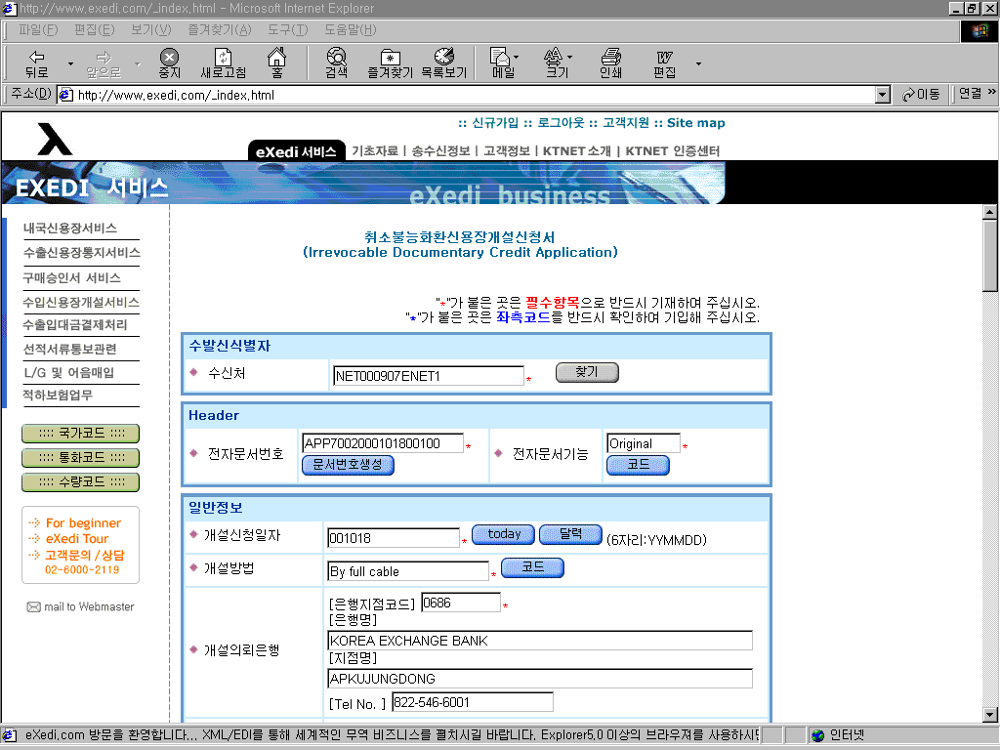 http://www.exedi.com/_index.html - Microsoft Internet Explorer
파일(F) 편집(E) 보기(V) 즐겨찾기(A) 도구(T) 도움말(H)
뒤로 앞으로 중지 새로고침 홈 검색 즐겨찾기 목록보기 메일 크기 인쇄 편집
주소(D) http://www.exedi.com/_index.html 이동 연결 »
:: 신규가입 :: 로그아웃 :: 고객지원 :: Site map
eXedi 서비스 기초자료 | 송수신정보 | 고객정보 | KTNET소개 | KTNET 인증센터
EXEDI 서비스
eXedi business
내국신용장서비스
수출신용장통지서비스
구매승인서 서비스
수입신용장개설서비스
수출입대금결제처리
선적서류통보관련
L/G 및 어음매입
적하보험업무
:::: 국가코드 ::::
:::: 통화코드 ::::
:::: 수량코드 ::::
For beginner
eXedi Tour
고객문의/상담
02-6000-2119
mail to Webmaster
취소불능화환신용장개설신청서
(Irrevocable Documentary Credit Application)
"*"가 붙은 곳은 필수항목으로 반드시 기재하며 주십시오.
"*"가 붙은 곳은 좌측코드를 반드시 확인하며 기입해 주십시오.
수발신식별자
수신처 NET000907ENET1 * 찾기
Header
전자문서번호 APP7002000101800100 * 문서번호생성
전자문서기능 Original * 코드
일반정보
개설신청일자 001018 * today 달력 (6자리:YYMMDD)
개설방법 By full cable * 코드
개설의뢰은행
[은행지점코드] 0686 *
[은행명]
KOREA EXCHANGE BANK
[지점명]
APKUJUNGDONG
[Tel No. ] 822-546-6001
eXedi.com 방문을 환영합니다... XML/EDI를 통해 세계적인 무역 비즈니스를 펼치시길 바랍니다. Explorer5.0 이상의 브라우져를 사용하시면 인터넷